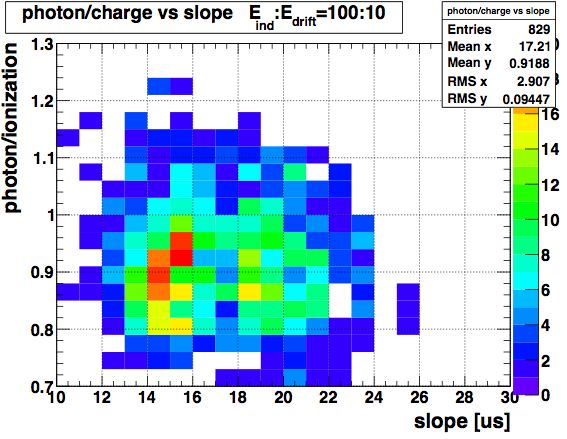 photon/charge vs slope E_ind:E_drift=100:10
photon/charge vs slope
Entries 829
Mean x 17.21
Mean y 0.9188
RMS x 2.907
RMS y 0.09447
photon/ionization
1.3
1.2
1.1
1
0.9
0.8
0.7
10 12 14 16 18 20 22 24 26 28 30
slope [us]
16
14
12
10
8
6
4
2
0